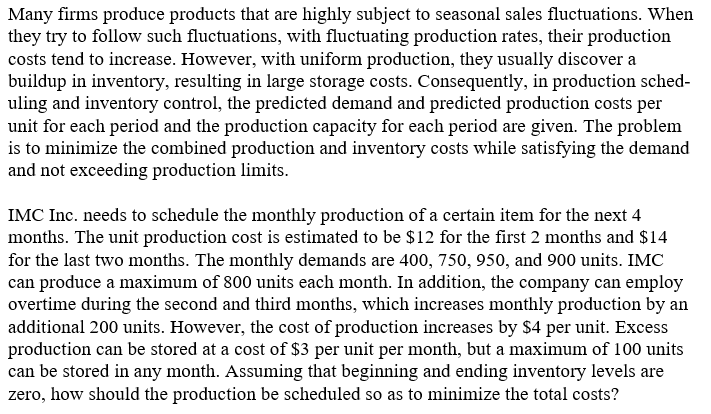 Many firms produce products that are highly subject to seasonal sales fluctuations. When
they try to follow such fluctuations, with fluctuating production rates, their production
costs tend to increase. However, with uniform production, they usually discover a
buildup in inventory, resulting in large storage costs. Consequently, in production sched-
uling and inventory control, the predicted demand and predicted production costs per
unit for each period and the production capacity for each period are given. The problem
is to minimize the combined production and inventory costs while satisfying the demand
and not exceeding production limits.
IMC Inc. needs to schedule the monthly production of a certain item for the next 4
months. The unit production cost is estimated to be $12 for the first 2 months and $14
for the last two months. The monthly demands are 400, 750, 950, and 900 units. IMC
can produce a maximum of 800 units each month. In addition, the company can employ
overtime during the second and third months, which increases monthly production by an
additional 200 units. However, the cost of production increases by $4 per unit. Excess
production can be stored at a cost of $3 per unit per month, but a maximum of 100 units
can be stored in any month. Assuming that beginning and ending inventory levels are
zero, how should the production be scheduled so as to minimize the total costs?